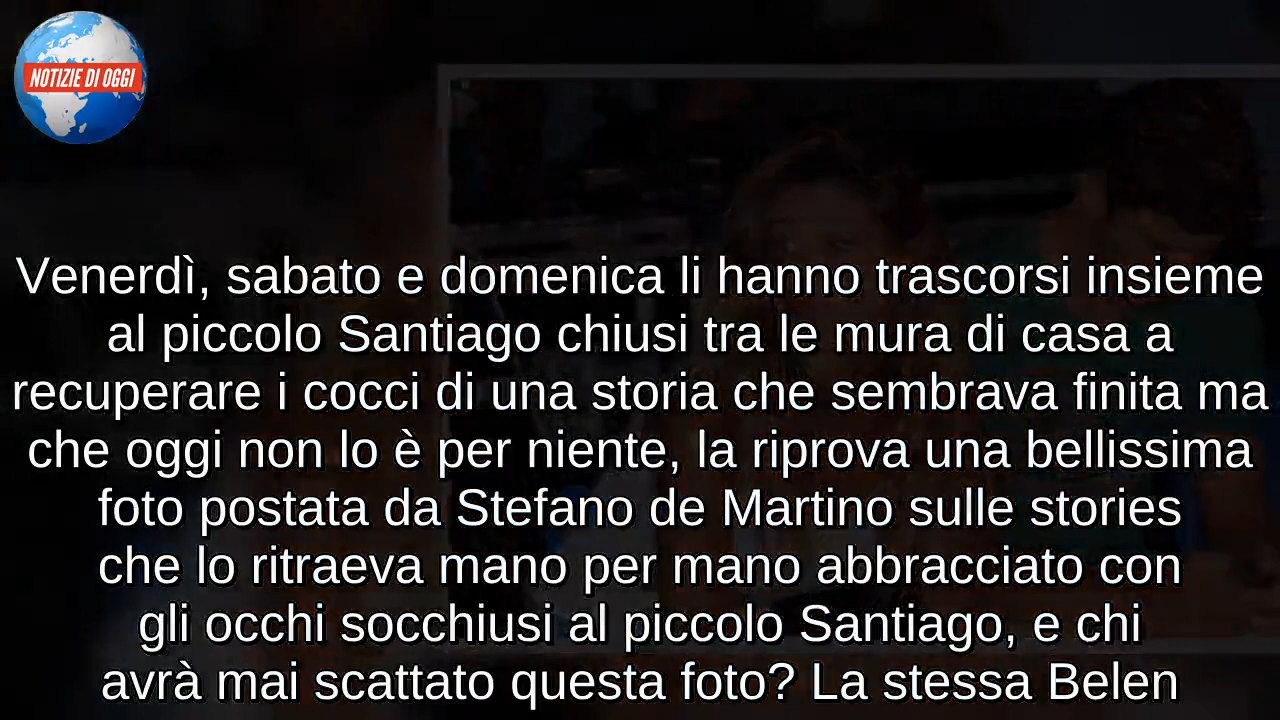 NOTIZIE DI OGGI
Venerdì, sabato e domenica li hanno trascorsi insieme
al piccolo Santiago chiusi tra le mura di casa a
recuperare i cocci di una storia che sembrava finita ma
che oggi non lo è per niente, la riprova una bellissima
foto postata da Stefano de Martino sulle stories
che lo ritraeva mano per mano abbracciato con
gli occhi socchiusi al piccolo Santiago, e chi
avrà mai scattato questa foto? La stessa Belen